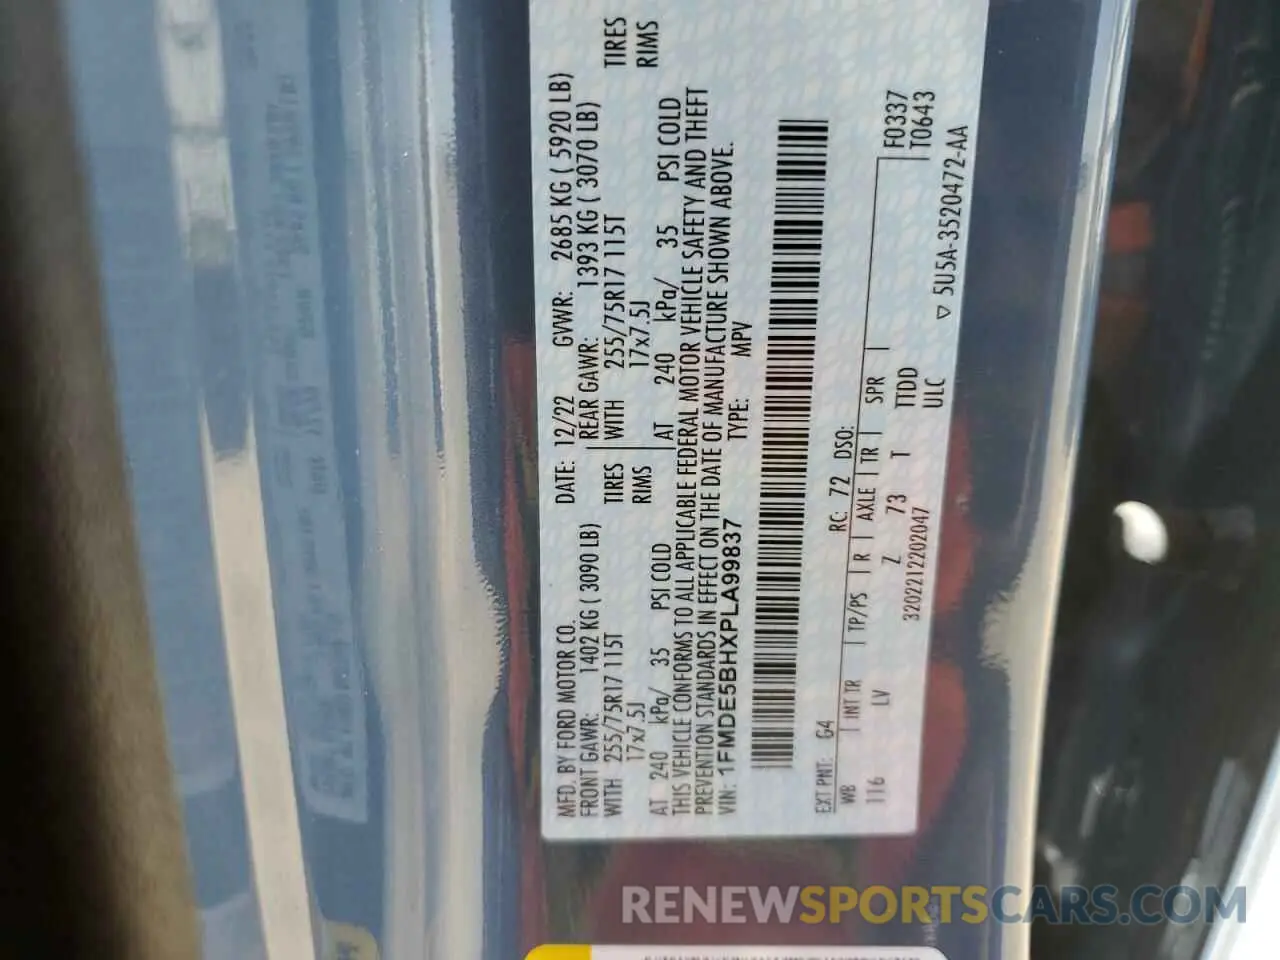 MFD. BY FORD MOTOR CO. DATE: 12/22 GVWR: 2685 KG ( 5920 LB)
FRONT GAWR: 1402 KG ( 3090 LB) REAR GAWR: 1393 KG ( 3070 LB)
WITH 255/75R17 115T TIRES WITH 255/75R17 115T TIRES
17x7.5J RIMS 17x7.5J RIMS
AT 240 kPa/ 35 PSI COLD AT 240 kPa/ 35 PSI COLD
THIS VEHICLE CONFORMS TO ALL APPLICABLE FEDERAL MOTOR VEHICLE SAFETY AND THEFT
PREVENTION STANDARDS IN EFFECT ON THE DATE OF MANUFACTURE SHOWN ABOVE.
VIN: 1FMDE5BHXPLA99837 TYPE: MPV
EXT PNT: G4 RC: 72 DSO: F0337
WB INT TR TP/PS R AXLE TR SPR T0643
116 LV Z 73 T TTDD
3202212202047 ULC ▽ 5U5A-3520472-AA
RENEWSPORTSCARS.COM